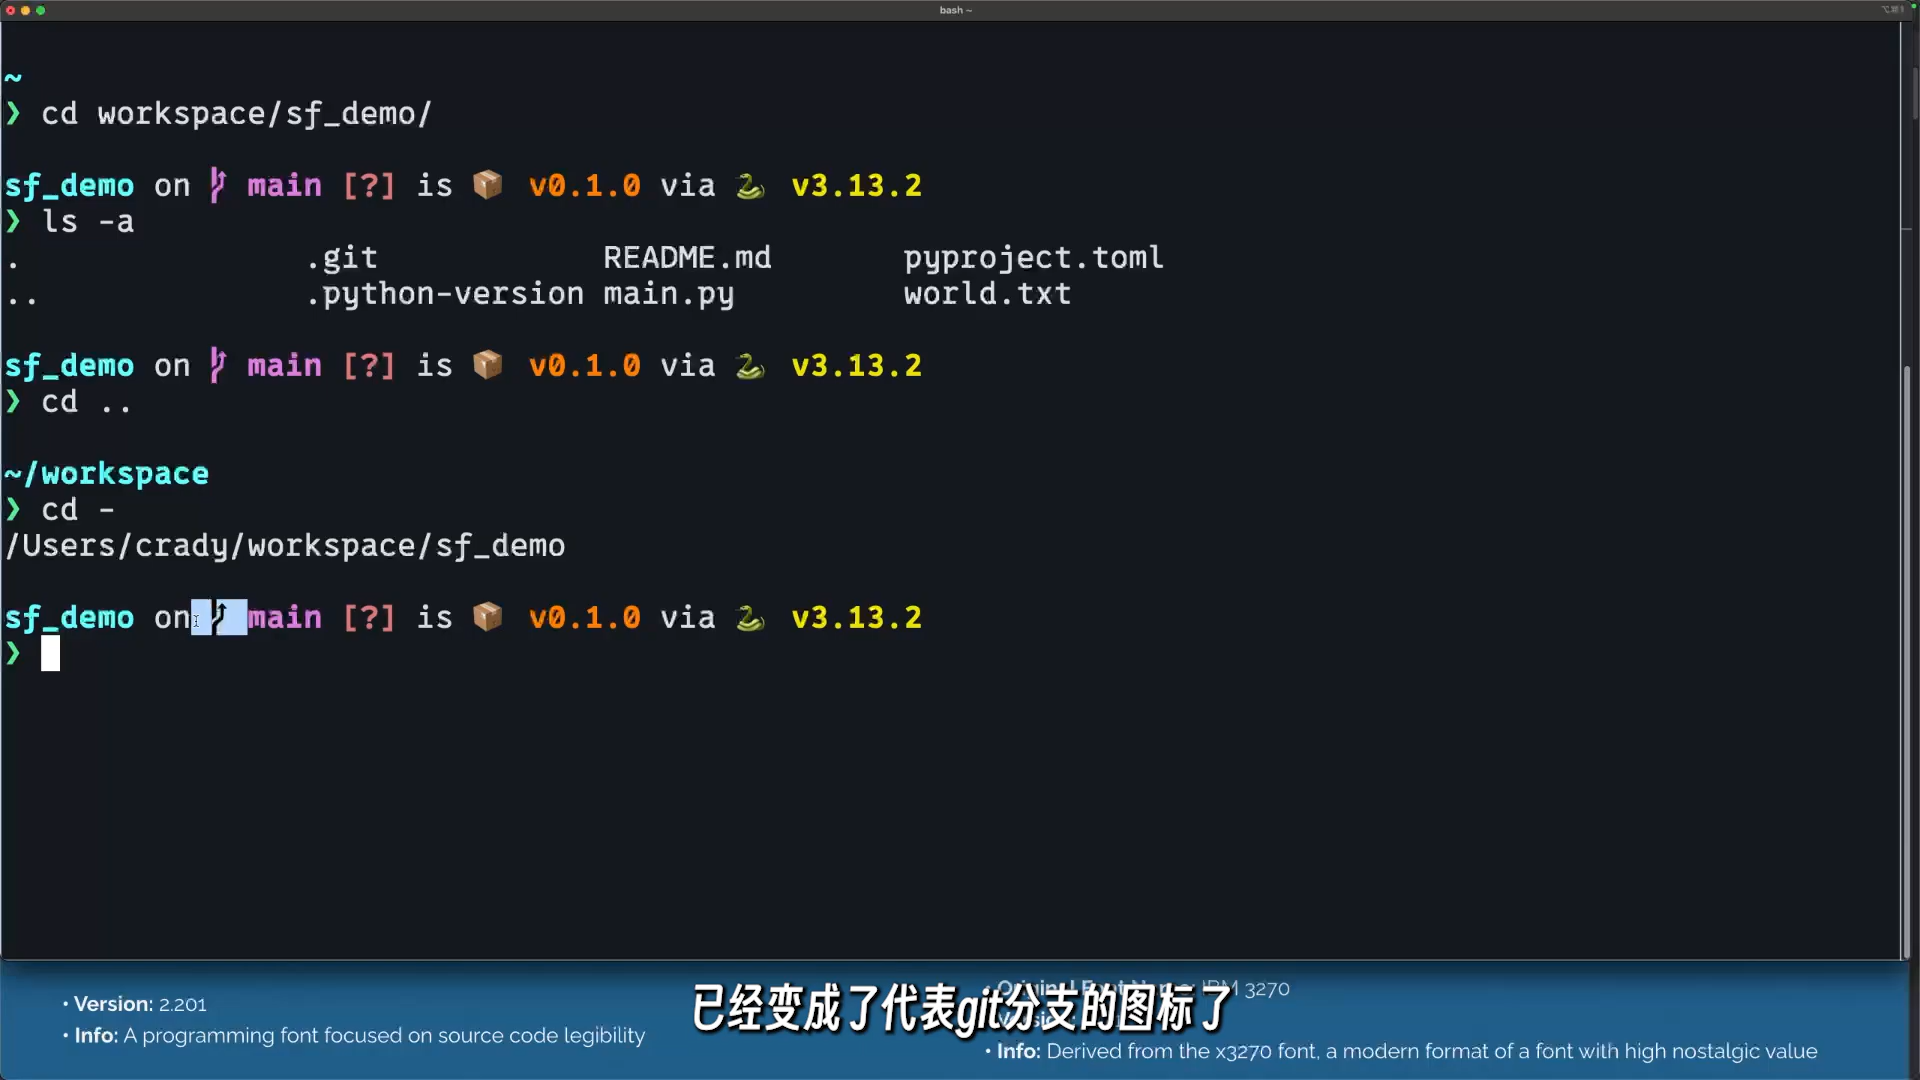 bash ~
~
❯ cd workspace/sf_demo/
sf_demo on main [?] is 📦 v0.1.0 via 🐍 v3.13.2
❯ ls -a
. .git README.md pyproject.toml
.. .python-version main.py world.txt
sf_demo on main [?] is 📦 v0.1.0 via 🐍 v3.13.2
❯ cd ..
~/workspace
❯ cd -
/Users/crady/workspace/sf_demo
sf_demo on main [?] is 📦 v0.1.0 via 🐍 v3.13.2
❯
• Version: 2.201
• Info: A programming font focused on source code legibility
• Original Font Name: IBM 3270
已经变成了代表git分支的图标了
• Info: Derived from the x3270 font, a modern format of a font with high nostalgic value